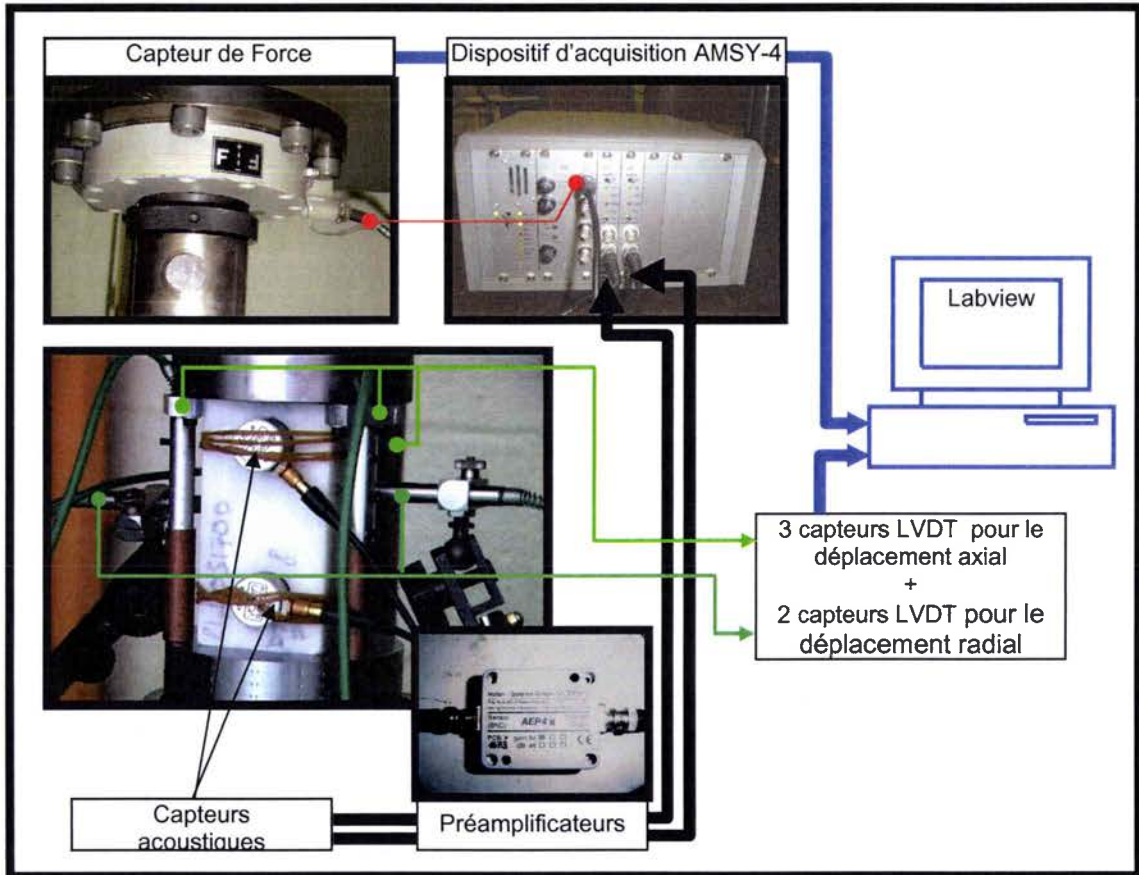 Capteur de Force
Dispositif d'acquisition AMSY-4
Labview
3 capteurs LVDT pour le
déplacement axial
+
2 capteurs LVDT pour le
déplacement radial
AEP4
Capteurs
acoustiques
Préamplificateurs